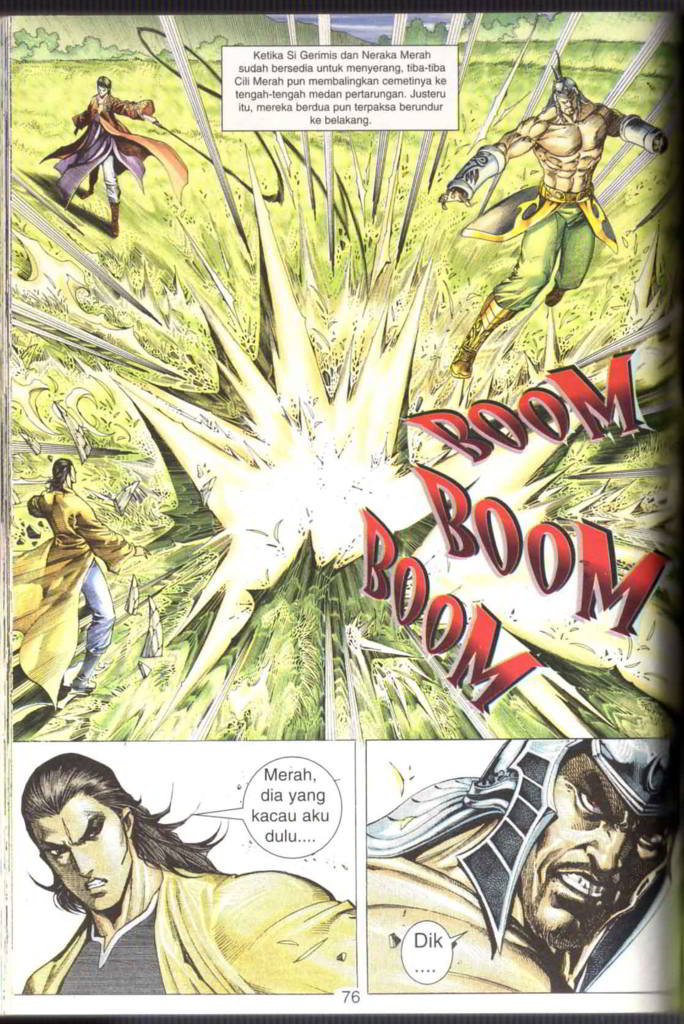 Ketika Si Gerimis dan Neraka Merah
sudah bersedia untuk menyerang, tiba-tiba
Cili Merah pun membalingkan cemetinya ke
tengah-tengah medan pertarungan. Justeru
itu, mereka berdua pun terpaksa berundur
ke belakang.
BOOM
BOOM
BOOM
Merah,
dia yang
kacau aku
dulu....
Dik
....
76